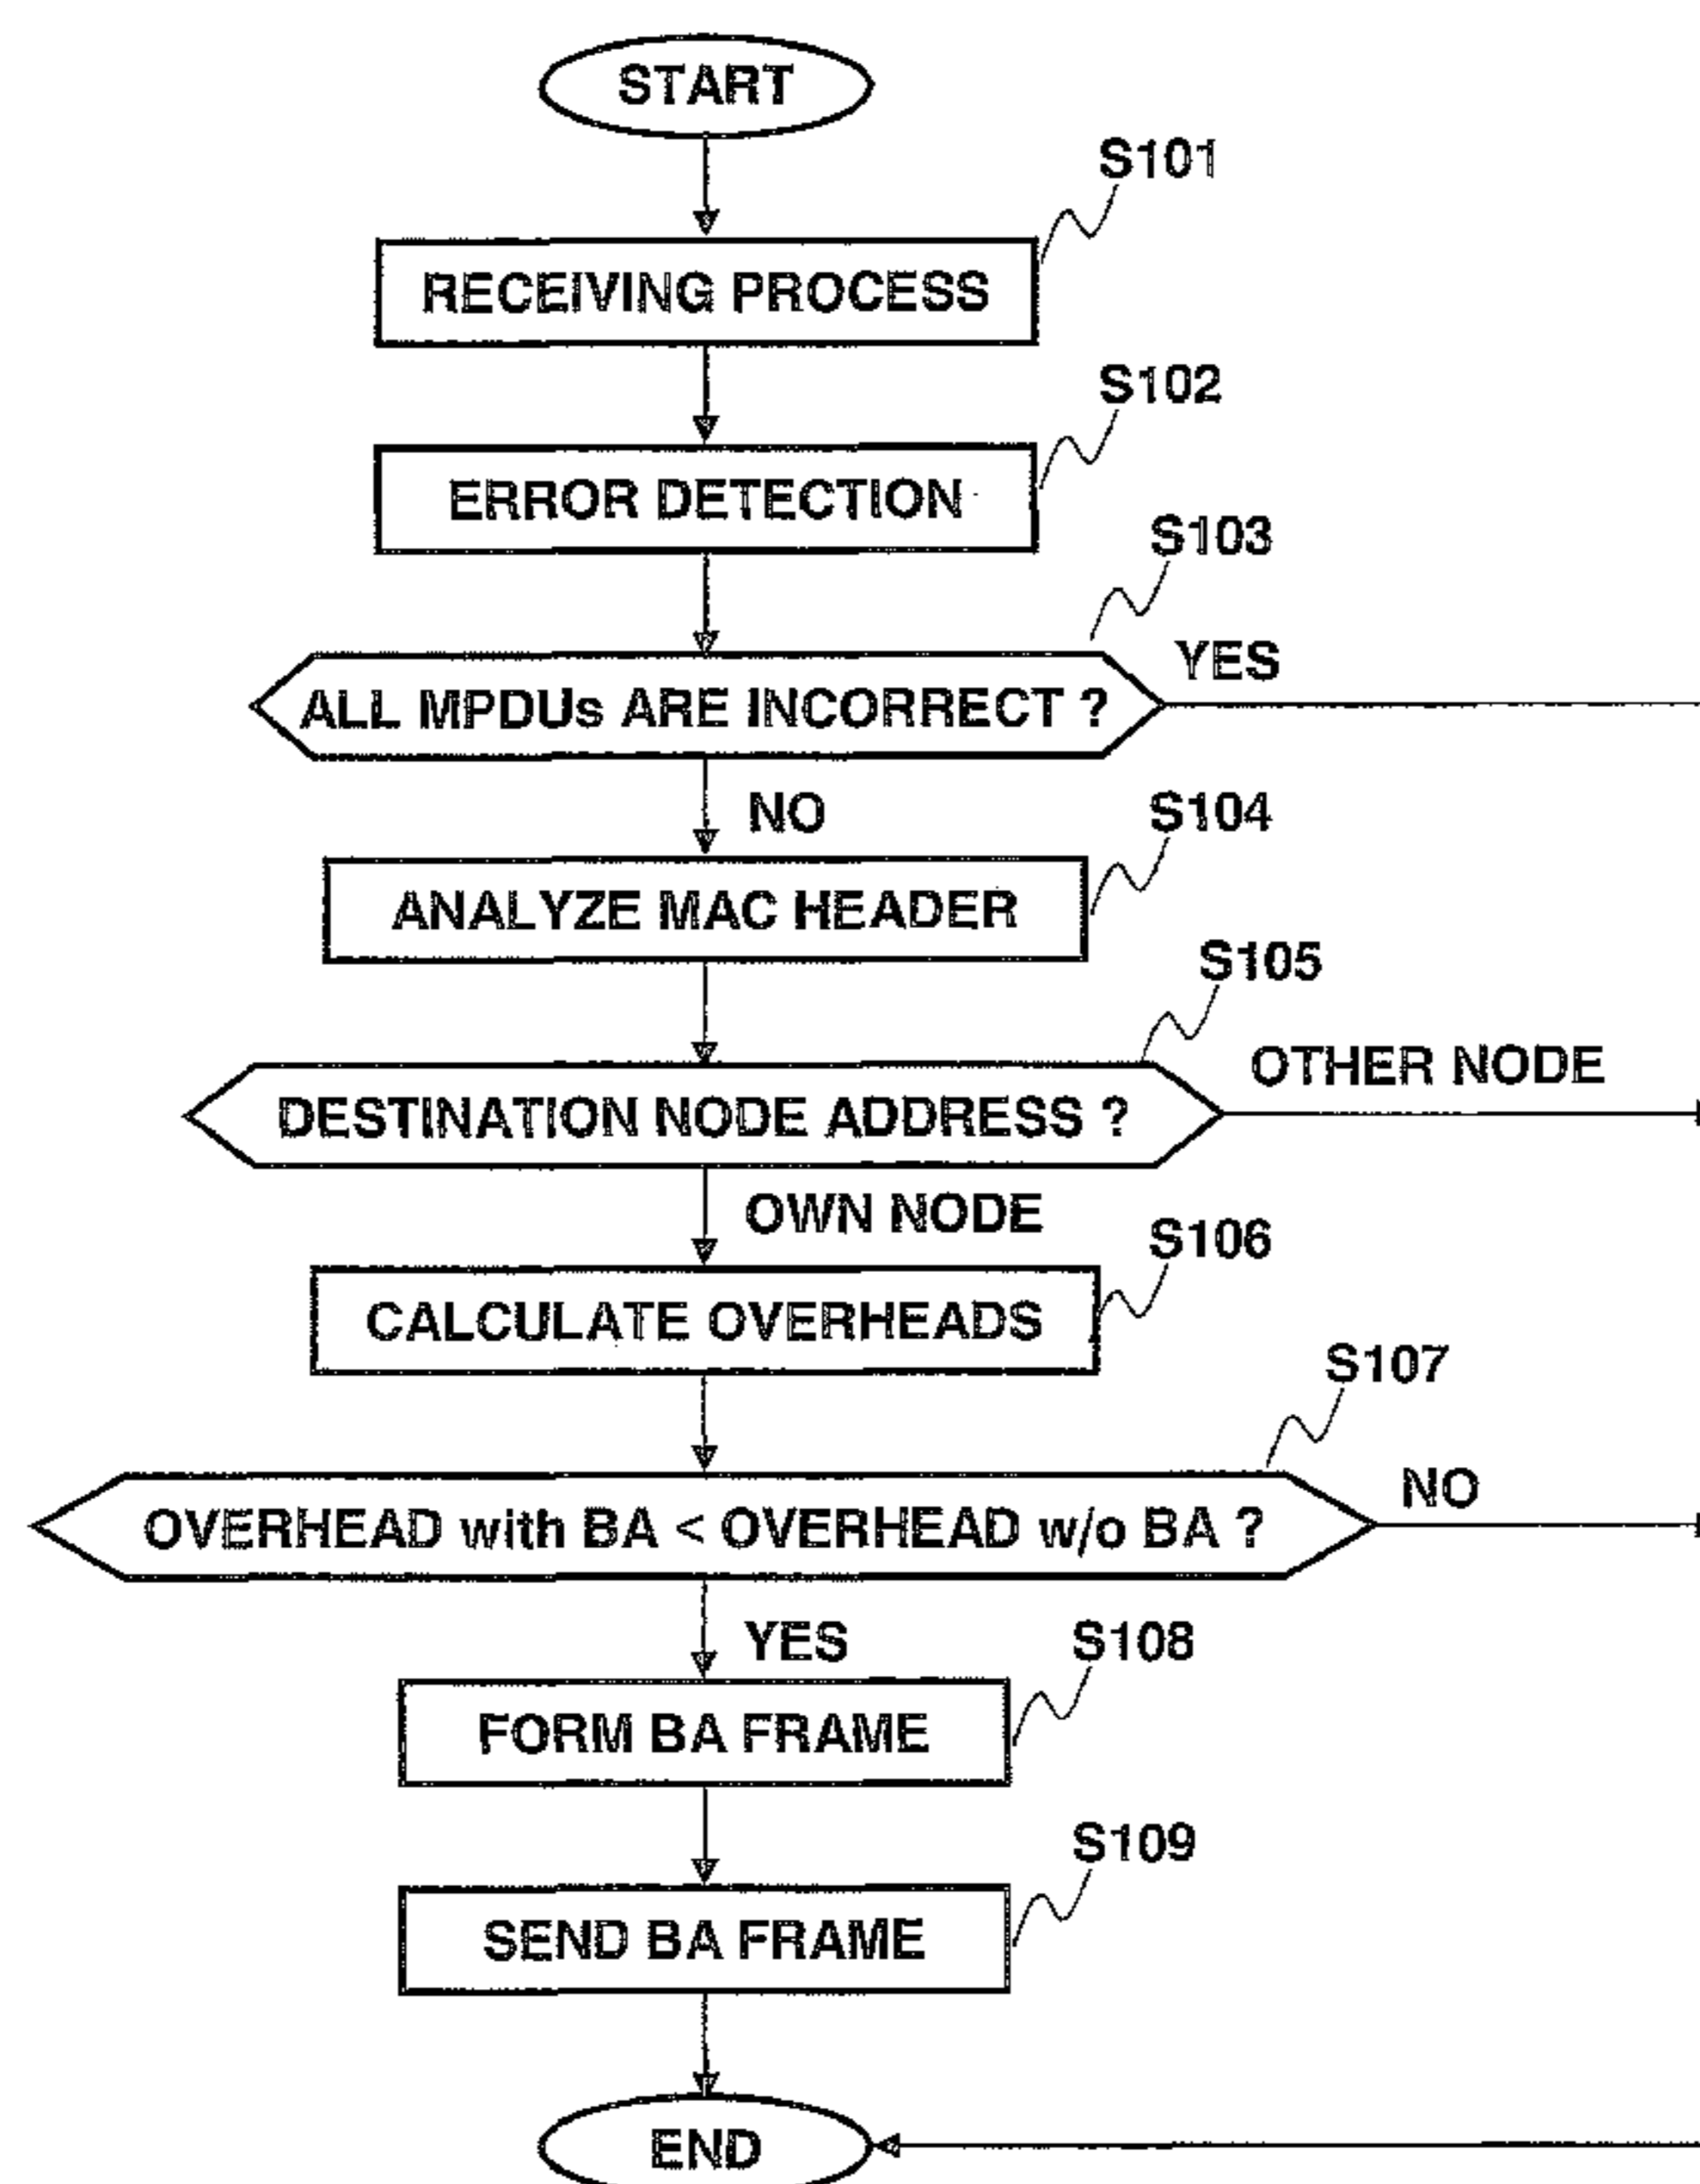 START
S101
RECEIVING PROCESS
S102
ERROR DETECTION
S103
ALL MPDUs ARE INCORRECT ?
YES
NO
S104
ANALYZE MAC HEADER
S105
DESTINATION NODE ADDRESS ?
OTHER NODE
OWN NODE
S106
CALCULATE OVERHEADS
S107
OVERHEAD with BA < OVERHEAD w/o BA ?
NO
YES
S108
FORM BA FRAME
S109
SEND BA FRAME
END